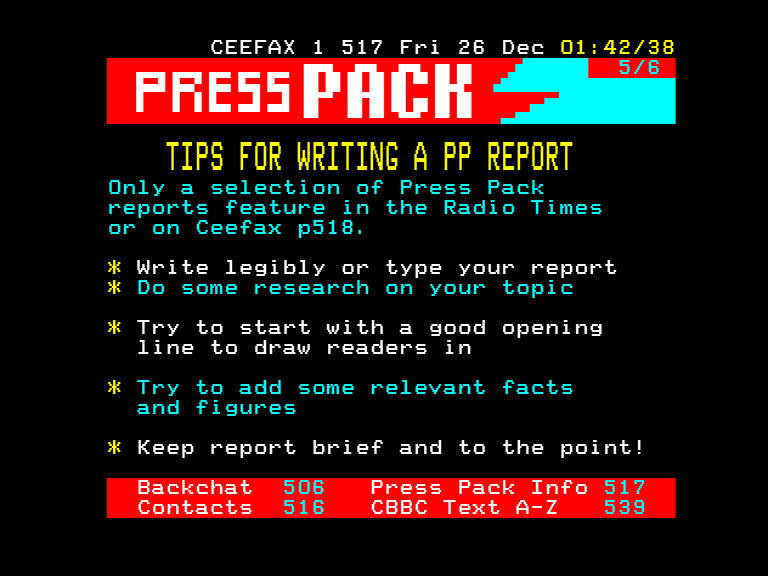 CEEFAX 1 517 Fri 26 Dec 01:42/38
5/6
PRESS PACK
TIPS FOR WRITING A PP REPORT
Only a selection of Press Pack
reports feature in the Radio Times
or on Ceefax p518.
* Write legibly or type your report
* Do some research on your topic
* Try to start with a good opening
line to draw readers in
* Try to add some relevant facts
and figures
* Keep report brief and to the point!
Backchat 506 Press Pack Info 517
Contacts 516 CBBC Text A-Z 539